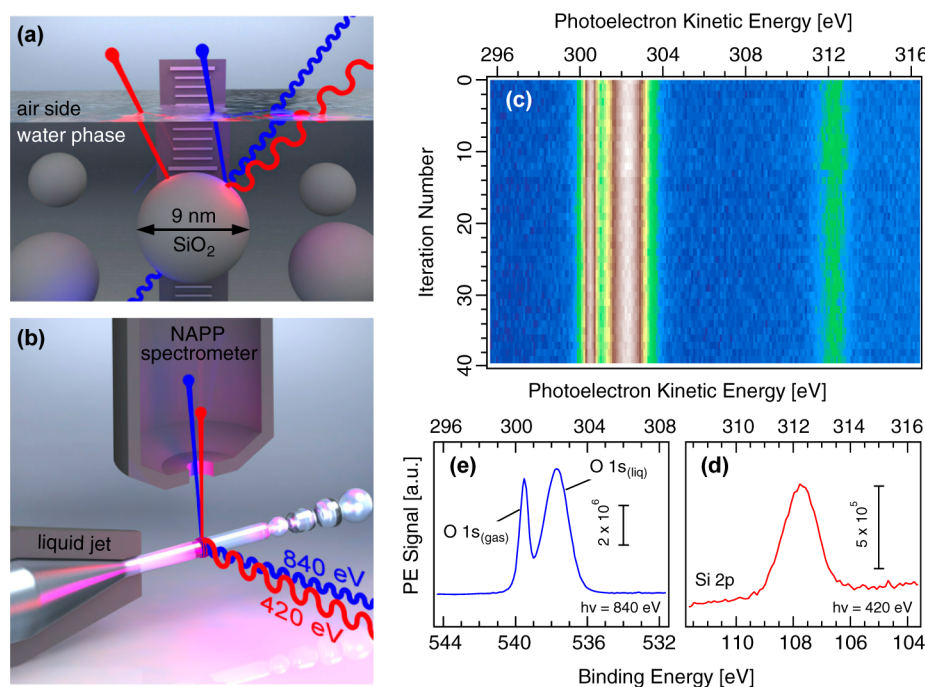 (a)
air side
water phase
9 nm
SiO2
(b)
NAPP
spectrometer
liquid jet
840 eV
420 eV
Photoelectron Kinetic Energy [eV]
296 300 304 308 312 316
(c)
Iteration Number
0
10
20
30
40
Photoelectron Kinetic Energy [eV]
296 300 304 308
310 312 314 316
(e)
(d)
PE Signal [a.u.]
O 1s(liq)
O 1s(gas)
2 x 10^6
5 x 10^5
Si 2p
hν = 840 eV
hν = 420 eV
544 540 536 532
110 108 106 104
Binding Energy [eV]